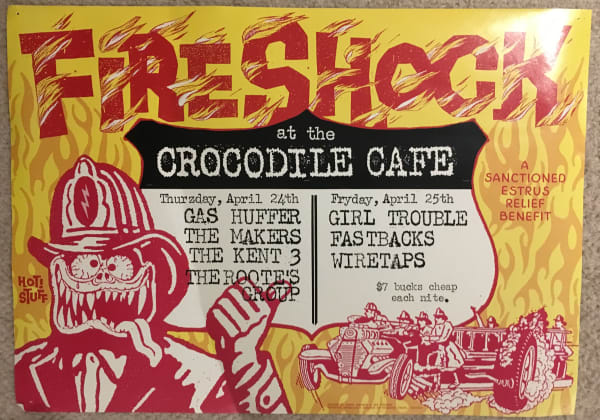 FIRESHOCK
at the
CROCODILE CAFE
Thurzday, April 24th
GAS HUFFER
THE MAKERS
THE KENT 3
THE ROOTE'S
GROUP
Fryday, April 25th
GIRL TROUBLE
FASTBACKS
WIRETAPS
$7 bucks cheap
each nite.
A
SANCTIONED
ESTRUS
RELIEF
BENEFIT
HOT!
STUFF